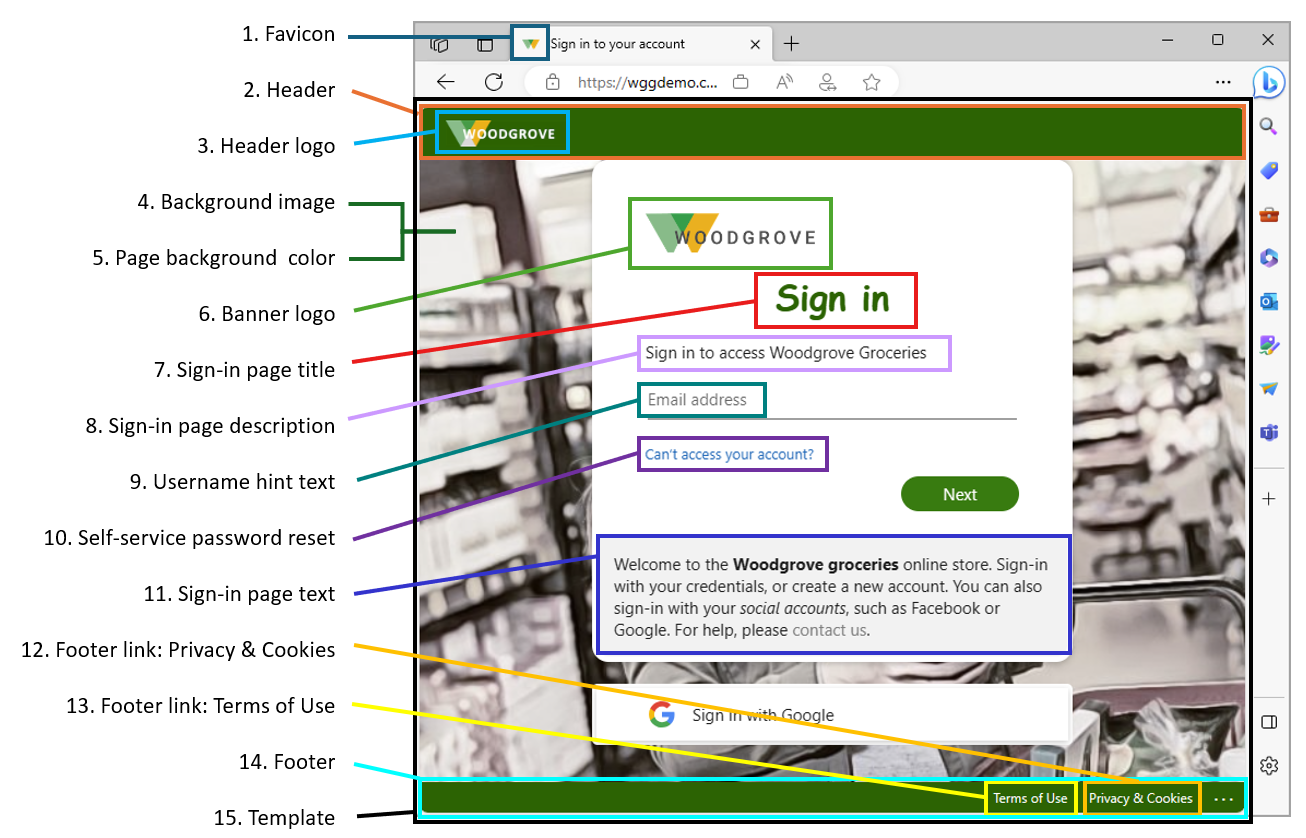 1. Favicon
2. Header
3. Header logo
4. Background image
5. Page background  color
6. Banner logo
7. Sign-in page title
8. Sign-in page description
9. Username hint text
10. Self-service password reset
11. Sign-in page text
12. Footer link: Privacy & Cookies
13. Footer link: Terms of Use
14. Footer
15. Template
Sign in to your account
https://wggdemo.c...
WOODGROVE
WOODGROVE
Sign in
Sign in to access Woodgrove Groceries
Email address
Can't access your account?
Next
Welcome to the Woodgrove groceries online store. Sign-in
with your credentials, or create a new account. You can also
sign-in with your social accounts, such as Facebook or
Google. For help, please contact us.
Sign in with Google
Terms of Use
Privacy & Cookies
...